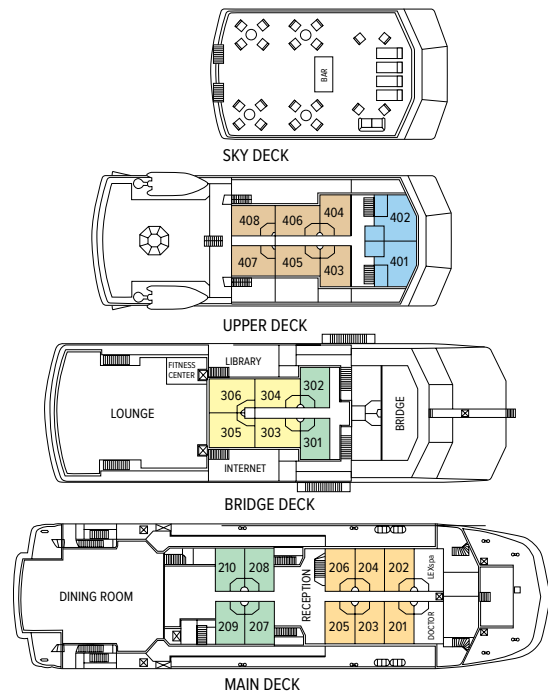 BAR
SKY DECK
408 406 404 402
407 405 403 401
UPPER DECK
FITNESS
CENTER
LIBRARY
306 304 302
LOUNGE
BRIDGE
305 303 301
INTERNET
BRIDGE DECK
210 208 206 204 202 LEXspa
DINING ROOM
RECEPTION
209 207 205 203 201 DOCTOR
MAIN DECK